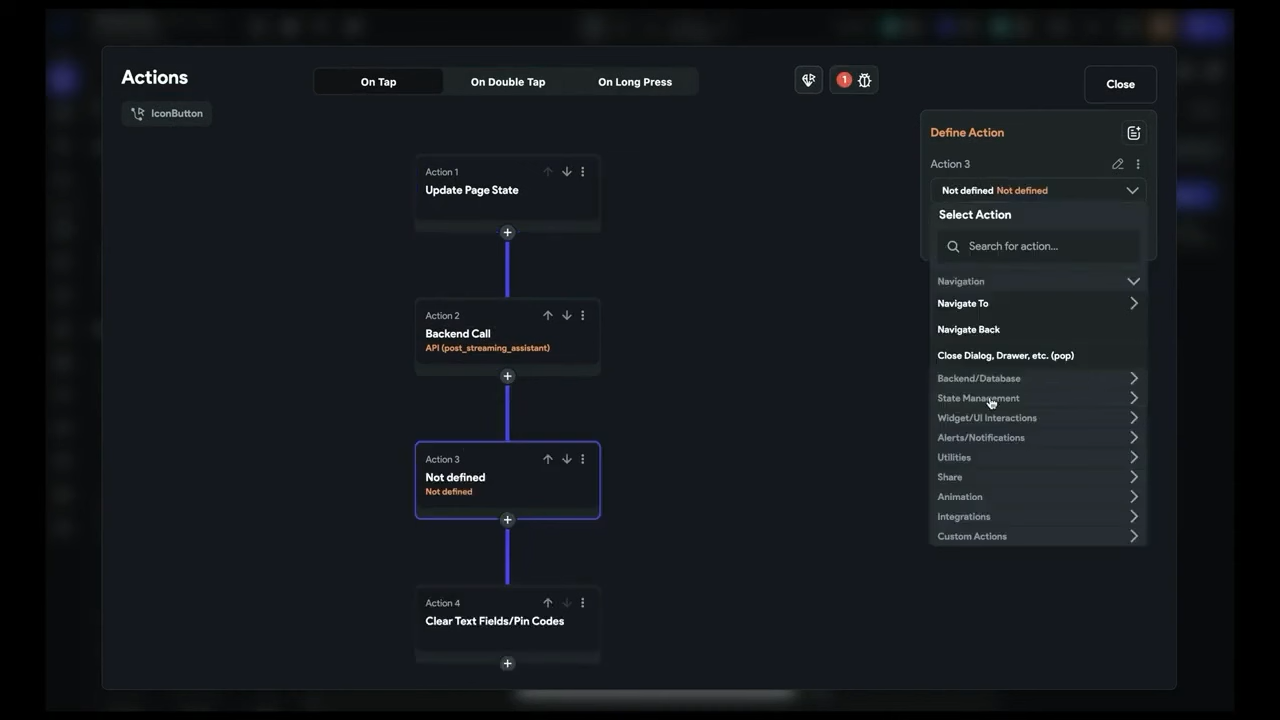 Actions
On Tap
On Double Tap
On Long Press
1
Close
IconButton
Action 1
Update Page State
Action 2
Backend Call
API (post_streaming_assistant)
Action 3
Not defined
Not defined
Action 4
Clear Text Fields/Pin Codes
Define Action
Action 3
Not defined Not defined
Select Action
Search for action...
Navigation
Navigate To
Navigate Back
Close Dialog, Drawer, etc. (pop)
Backend/Database
State Management
Widget/UI Interactions
Alerts/Notifications
Utilities
Share
Animation
Integrations
Custom Actions